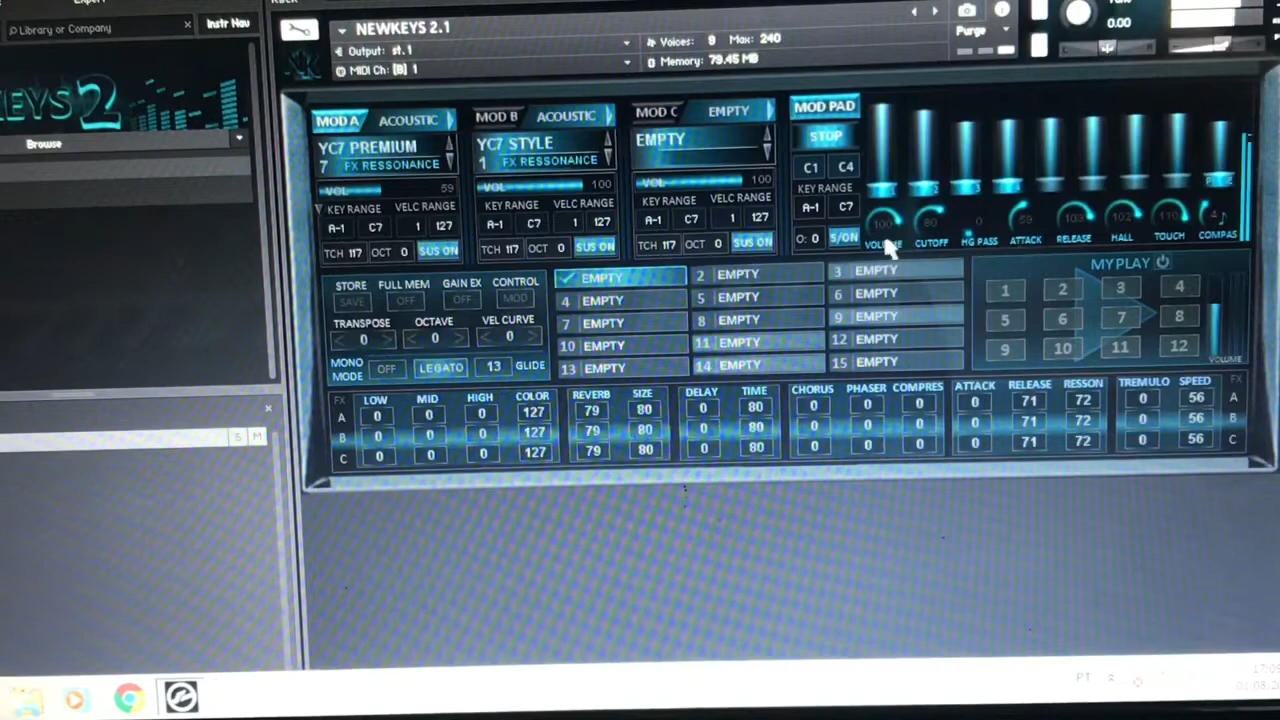 Library or Company
Instr Nav
KEYS 2
Browse
S M
NEWKEYS 2.1
Output: st.1
MIDI Ch: [B] 1
Voices: 9 Max: 240
Memory: 79.45 MB
Purge
0.00
MOD A ACOUSTIC
YC7 PREMIUM
7 FX RESSONANCE
VOL 59
KEY RANGE VELC RANGE
A-1 C7 1 127
TCH 117 OCT 0 SUS ON
MOD B ACOUSTIC
YC7 STYLE
1 FX RESSONANCE
VOL 100
KEY RANGE VELC RANGE
A-1 C7 1 127
TCH 117 OCT 0 SUS ON
MOD C EMPTY
EMPTY
VOL 100
KEY RANGE VELC RANGE
A-1 C7 1 127
TCH 117 OCT 0 SUS ON
MOD PAD
STOP
C1 C4
KEY RANGE
A-1 C7
O: 0 S/ON
100 80 0 59 103 102 110 4
VOLUME CUTOFF HG PASS ATTACK RELEASE HALL TOUCH COMPAS
STORE FULL MEM GAIN EX CONTROL
SAVE OFF OFF MOD
TRANSPOSE OCTAVE VEL CURVE
< 0 > < 0 > < 0 >
MONO MODE OFF LEGATO 13 GLIDE
EMPTY 2 EMPTY 3 EMPTY
4 EMPTY 5 EMPTY 6 EMPTY
7 EMPTY 8 EMPTY 9 EMPTY
10 EMPTY 11 EMPTY 12 EMPTY
13 EMPTY 14 EMPTY 15 EMPTY
MYPLAY
1 2 3 4
5 6 7 8
9 10 11 12
VOLUME
FX LOW MID HIGH COLOR REVERB SIZE DELAY TIME CHORUS PHASER COMPRES ATTACK RELEASE RESSON TREMULO SPEED FX
A 0 0 0 127 79 80 0 80 0 0 0 0 71 72 0 56 A
B 0 0 0 127 79 80 0 80 0 0 0 0 71 72 0 56 B
C 0 0 0 127 79 80 0 80 0 0 0 0 71 72 0 56 C
PT